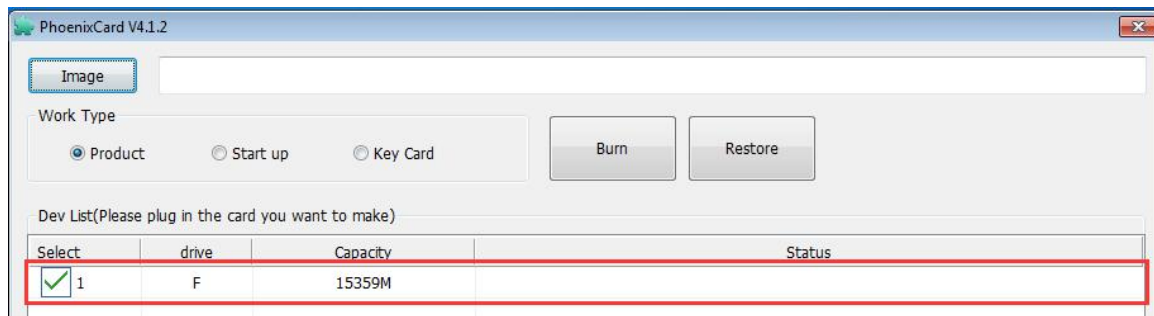 PhoenixCard V4.1.2
Image
Work Type
Product Start up Key Card
Burn Restore
Dev List(Please plug in the card you want to make)
Select drive Capacity Status
1 F 15359M